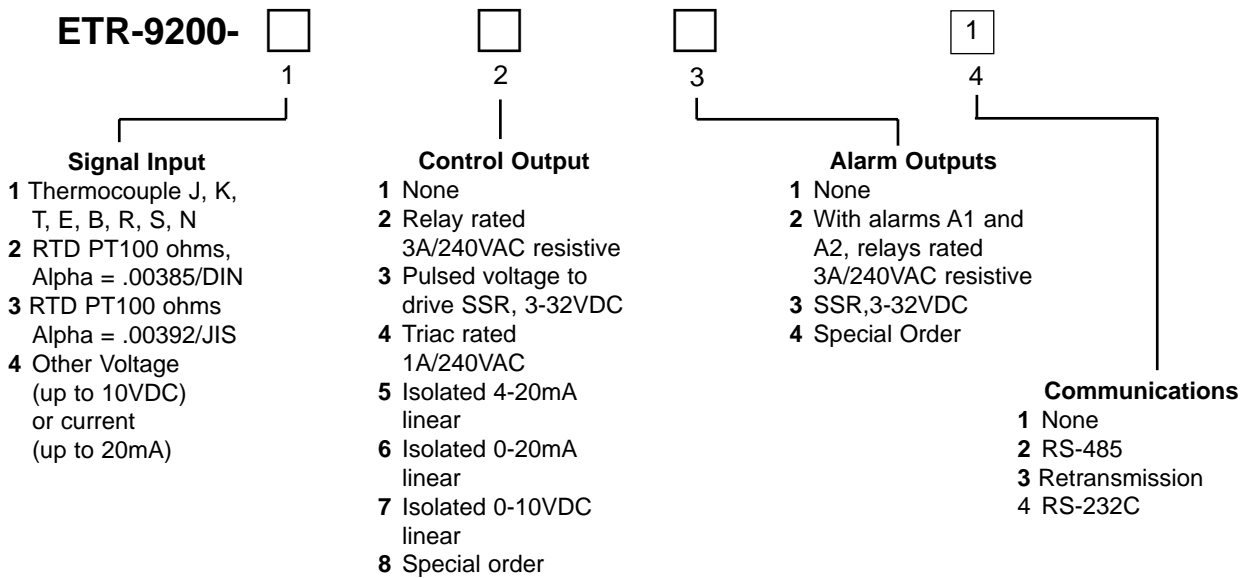 ETR-9200-
1
1
2
3
4
Signal Input
1 Thermocouple J, K,
T, E, B, R, S, N
2 RTD PT100 ohms,
Alpha = .00385/DIN
3 RTD PT100 ohms
Alpha = .00392/JIS
4 Other Voltage
(up to 10VDC)
or current
(up to 20mA)
Control Output
1 None
2 Relay rated
3A/240VAC resistive
3 Pulsed voltage to
drive SSR, 3-32VDC
4 Triac rated
1A/240VAC
5 Isolated 4-20mA
linear
6 Isolated 0-20mA
linear
7 Isolated 0-10VDC
linear
8 Special order
Alarm Outputs
1 None
2 With alarms A1 and
A2, relays rated
3A/240VAC resistive
3 SSR,3-32VDC
4 Special Order
Communications
1 None
2 RS-485
3 Retransmission
4 RS-232C